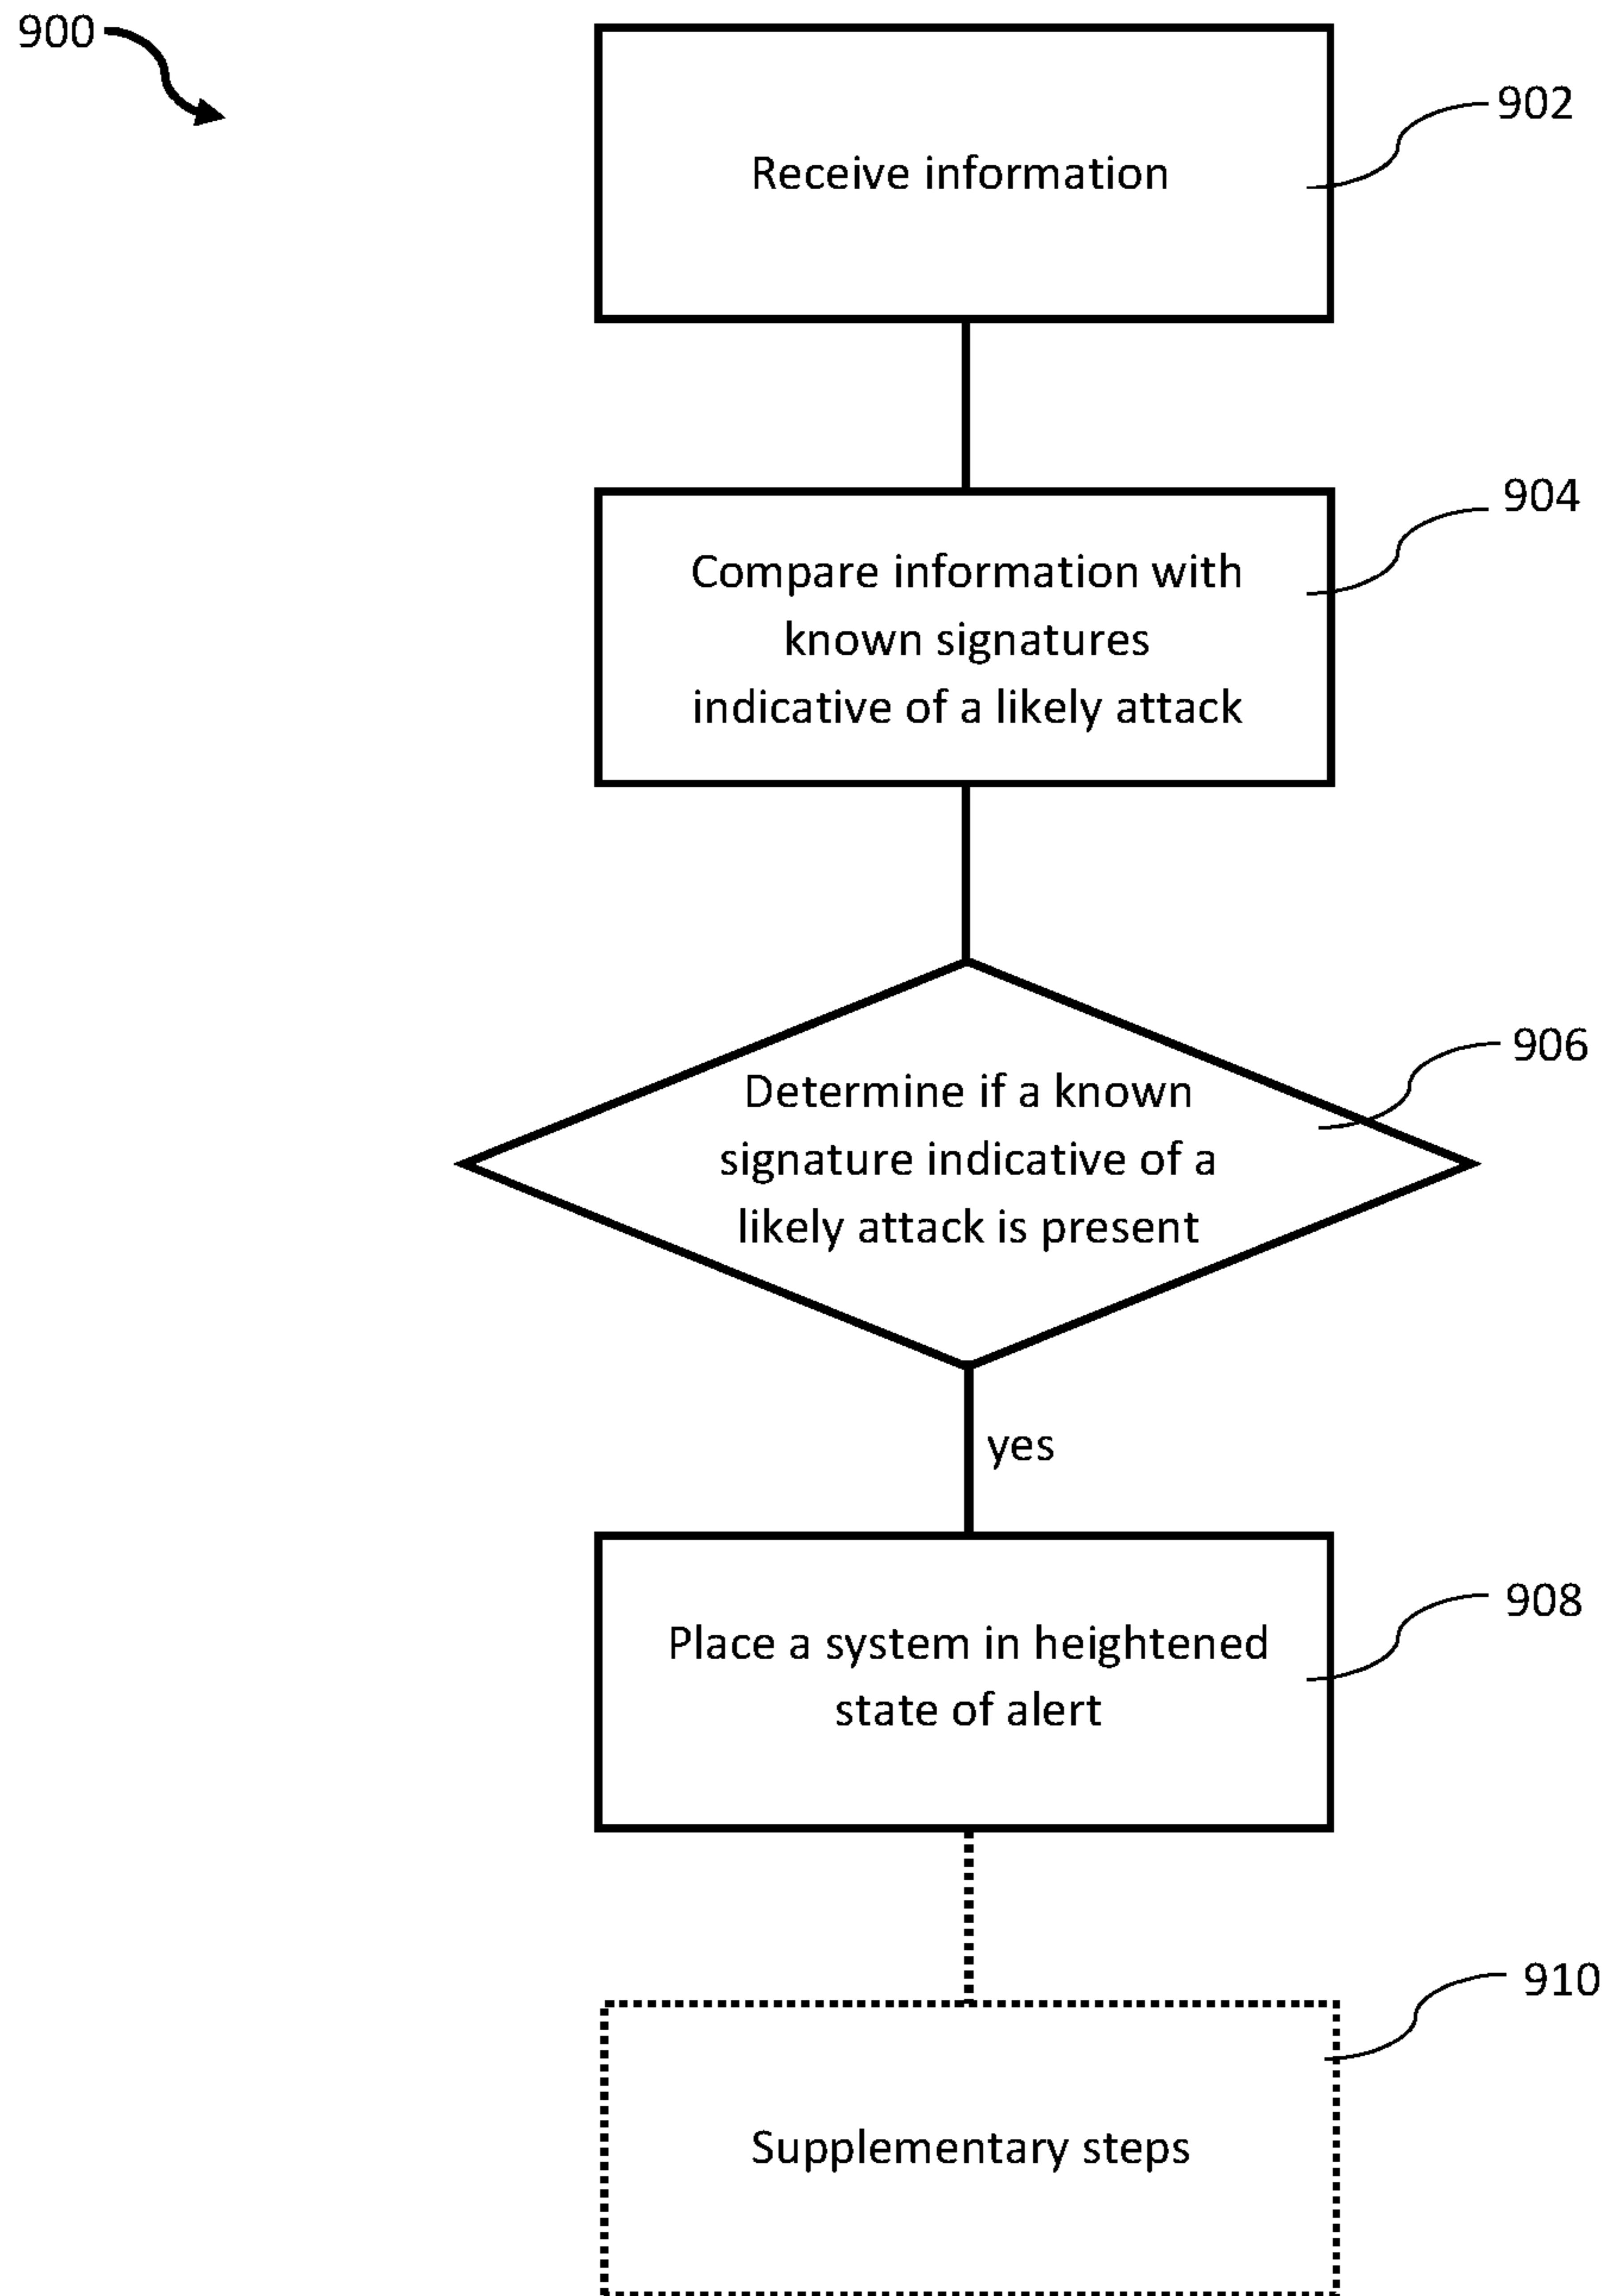 900
902
Receive information
904
Compare information with
known signatures
indicative of a likely attack
906
Determine if a known
signature indicative of a
likely attack is present
yes
908
Place a system in heightened
state of alert
910
Supplementary steps